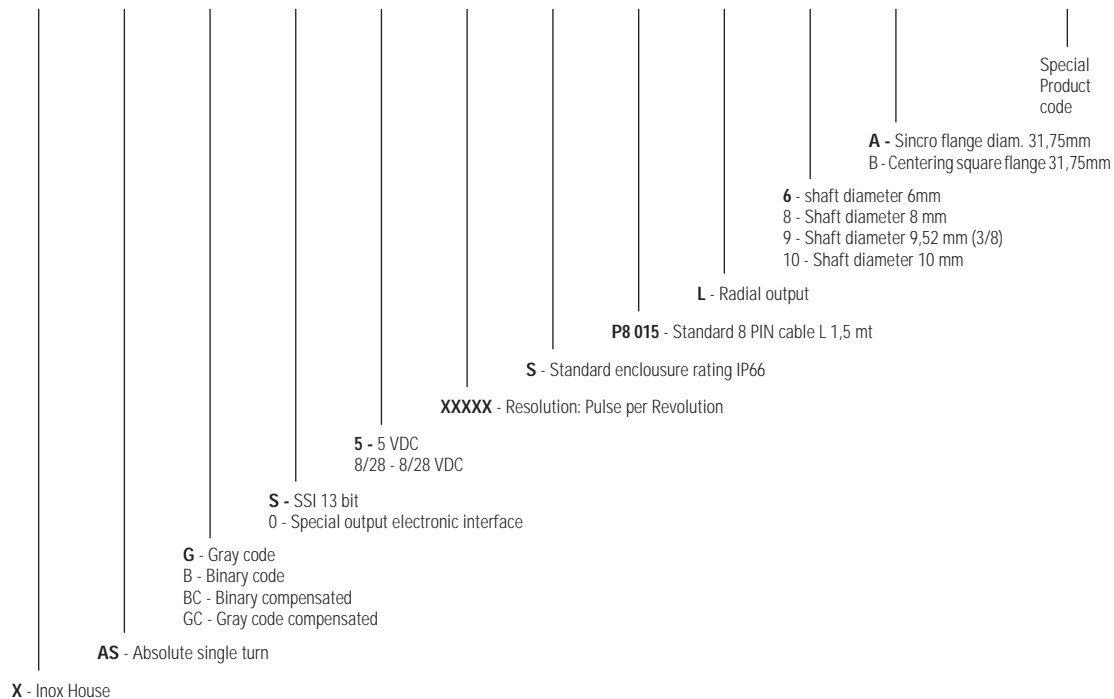 Special
Product
code
A - Sincro flange diam. 31,75mm
B - Centering square flange 31,75mm
6 - shaft diameter 6mm
8 - Shaft diameter 8 mm
9 - Shaft diameter 9,52 mm (3/8)
10 - Shaft diameter 10 mm
L - Radial output
P8 015 - Standard 8 PIN cable L 1,5 mt
S - Standard enclousure rating IP66
XXXXX - Resolution: Pulse per Revolution
5 - 5 VDC
8/28 - 8/28 VDC
S - SSI 13 bit
0 - Special output electronic interface
G - Gray code
B - Binary code
BC - Binary compensated
GC - Gray code compensated
AS - Absolute single turn
X - Inox House